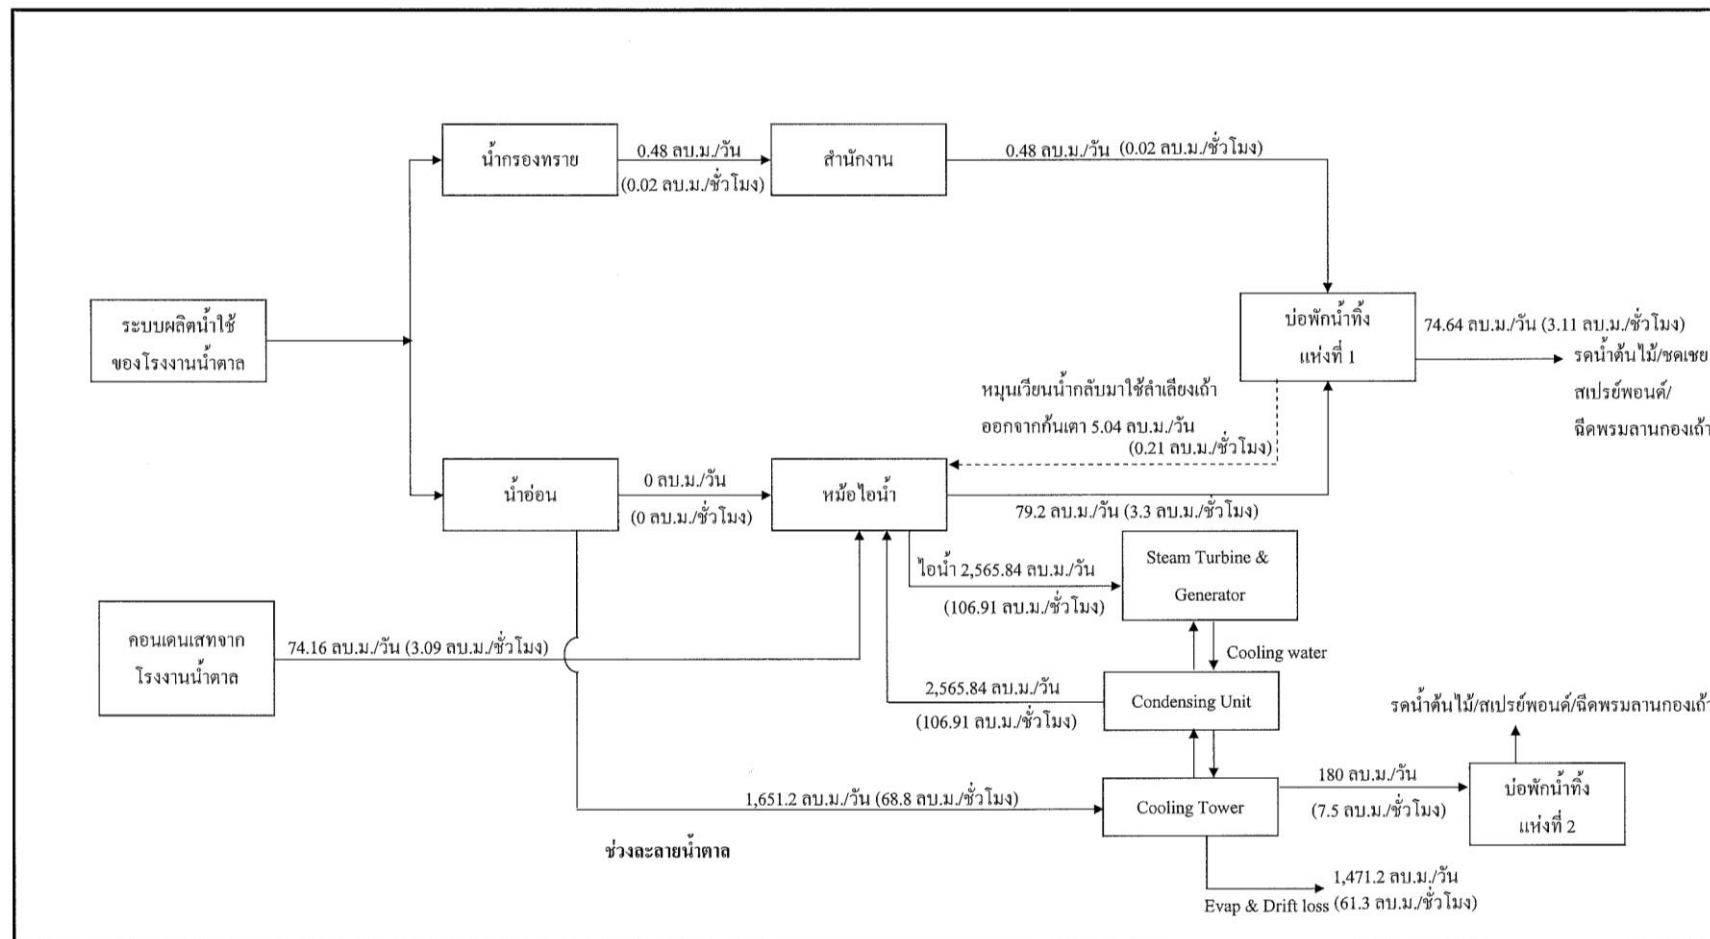 น้ำกรองทราย
0.48 ลบ.ม./วัน
(0.02 ลบ.ม./ชั่วโมง)
สำนักงาน
0.48 ลบ.ม./วัน (0.02 ลบ.ม./ชั่วโมง)
ระบบผลิตน้ำใช้
ของโรงงานน้ำตาล
บ่อพักน้ำทิ้ง
แห่งที่ 1
74.64 ลบ.ม./วัน (3.11 ลบ.ม./ชั่วโมง)
รดน้ำต้นไม้/ชดเชย
สเปรย์พอนด์/
ฉีดพรมลานกองเถ้า
หมุนเวียนน้ำกลับมาใช้ลำเลียงเถ้า
ออกจากก้นเตา 5.04 ลบ.ม./วัน
(0.21 ลบ.ม./ชั่วโมง)
น้ำอ่อน
0 ลบ.ม./วัน
(0 ลบ.ม./ชั่วโมง)
หม้อไอน้ำ
79.2 ลบ.ม./วัน (3.3 ลบ.ม./ชั่วโมง)
ไอน้ำ 2,565.84 ลบ.ม./วัน
(106.91 ลบ.ม./ชั่วโมง)
Steam Turbine &
Generator
คอนเดนเสทจาก
โรงงานน้ำตาล
74.16 ลบ.ม./วัน (3.09 ลบ.ม./ชั่วโมง)
Cooling water
2,565.84 ลบ.ม./วัน
(106.91 ลบ.ม./ชั่วโมง)
Condensing Unit
รดน้ำต้นไม้/สเปรย์พอนด์/ฉีดพรมลานกองเถ้า
1,651.2 ลบ.ม./วัน (68.8 ลบ.ม./ชั่วโมง)
Cooling Tower
180 ลบ.ม./วัน
(7.5 ลบ.ม./ชั่วโมง)
บ่อพักน้ำทิ้ง
แห่งที่ 2
ช่วงละลายน้ำตาล
1,471.2 ลบ.ม./วัน
Evap & Drift loss (61.3 ลบ.ม./ชั่วโมง)